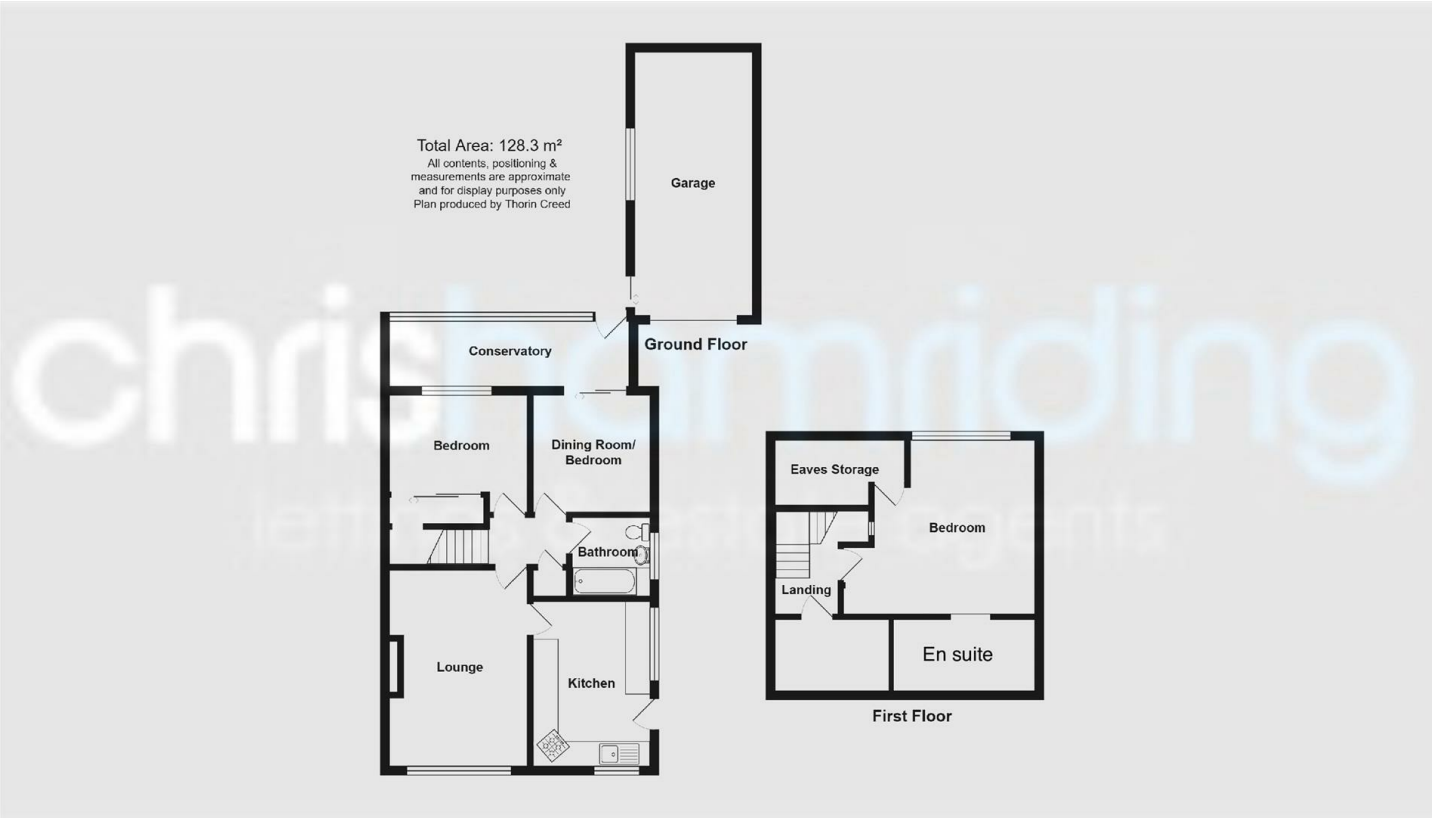 Total Area: 128.3 m²
All contents, positioning &
measurements are approximate
and for display purposes only
Plan produced by Thorin Creed
Garage
Ground Floor
Conservatory
Bedroom
Dining Room/
Bedroom
Bathroom
Lounge
Kitchen
Eaves Storage
Bedroom
Landing
En suite
First Floor
chrishamriding
lettings & estate agents